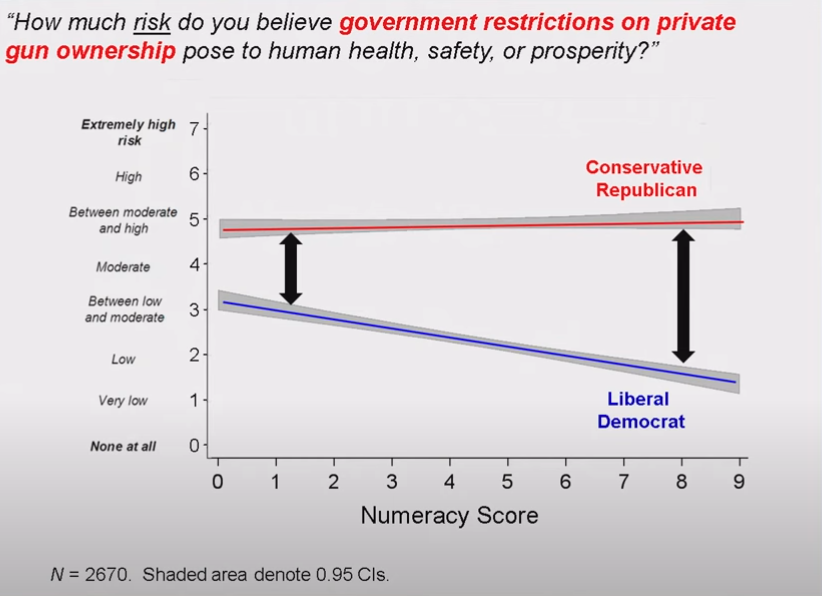 “How much risk do you believe government restrictions on private
gun ownership pose to human health, safety, or prosperity?”
Extremely high
risk
7
High
6
Between moderate
and high
5
Moderate
4
Between low
and moderate
3
Low
2
Very low
1
None at all
0
Conservative
Republican
Liberal
Democrat
0 1 2 3 4 5 6 7 8 9
Numeracy Score
N = 2670. Shaded area denote 0.95 CIs.